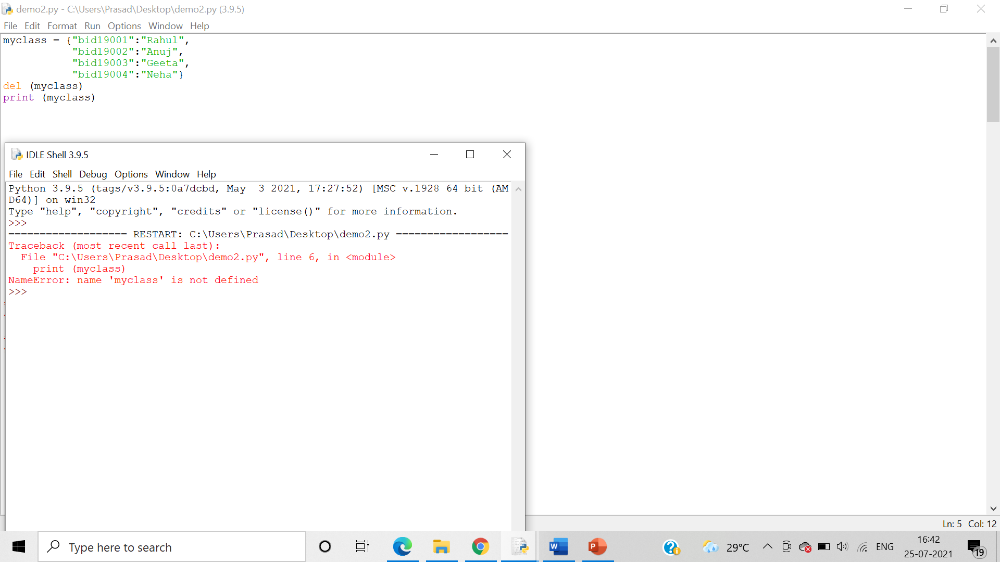 demo2.py - C:\Users\Prasad\Desktop\demo2.py (3.9.5)
File Edit Format Run Options Window Help
myclass = {"bid19001":"Rahul",
           "bid19002":"Anuj",
           "bid19003":"Geeta",
           "bid19004":"Neha"}
del (myclass)
print (myclass)
IDLE Shell 3.9.5
File Edit Shell Debug Options Window Help
Python 3.9.5 (tags/v3.9.5:0a7dcbd, May  3 2021, 17:27:52) [MSC v.1928 64 bit (AM
D64)] on win32
Type "help", "copyright", "credits" or "license()" for more information.
>>>
=================== RESTART: C:\Users\Prasad\Desktop\demo2.py ==================
Traceback (most recent call last):
  File "C:\Users\Prasad\Desktop\demo2.py", line 6, in <module>
    print (myclass)
NameError: name 'myclass' is not defined
>>>
Ln: 5 Col: 12
Type here to search
W
P
29°C
ENG
16:42
25-07-2021
19